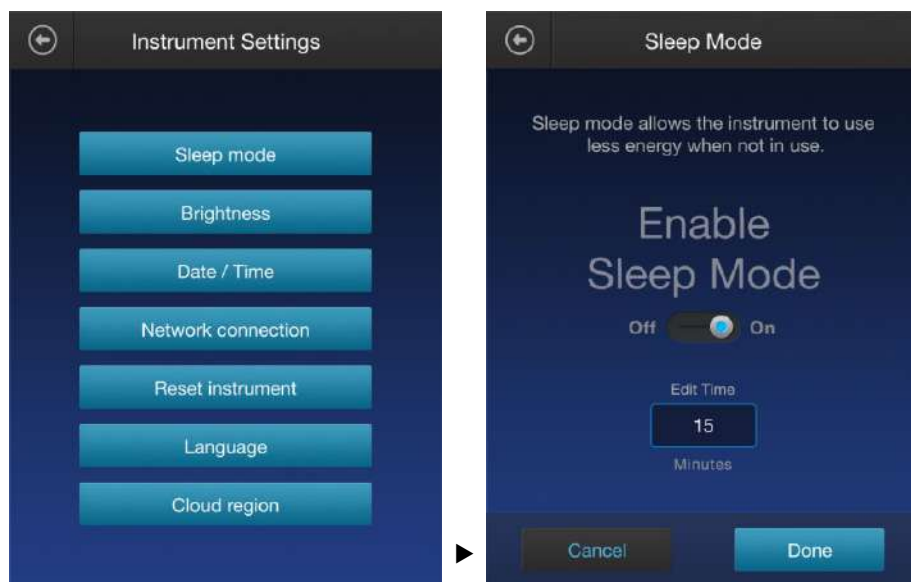 Instrument Settings
Sleep mode
Brightness
Date / Time
Network connection
Reset instrument
Language
Cloud region
Sleep Mode
Sleep mode allows the instrument to use
less energy when not in use.
Enable
Sleep Mode
Off On
Edit Time
15
Minutes
Cancel Done